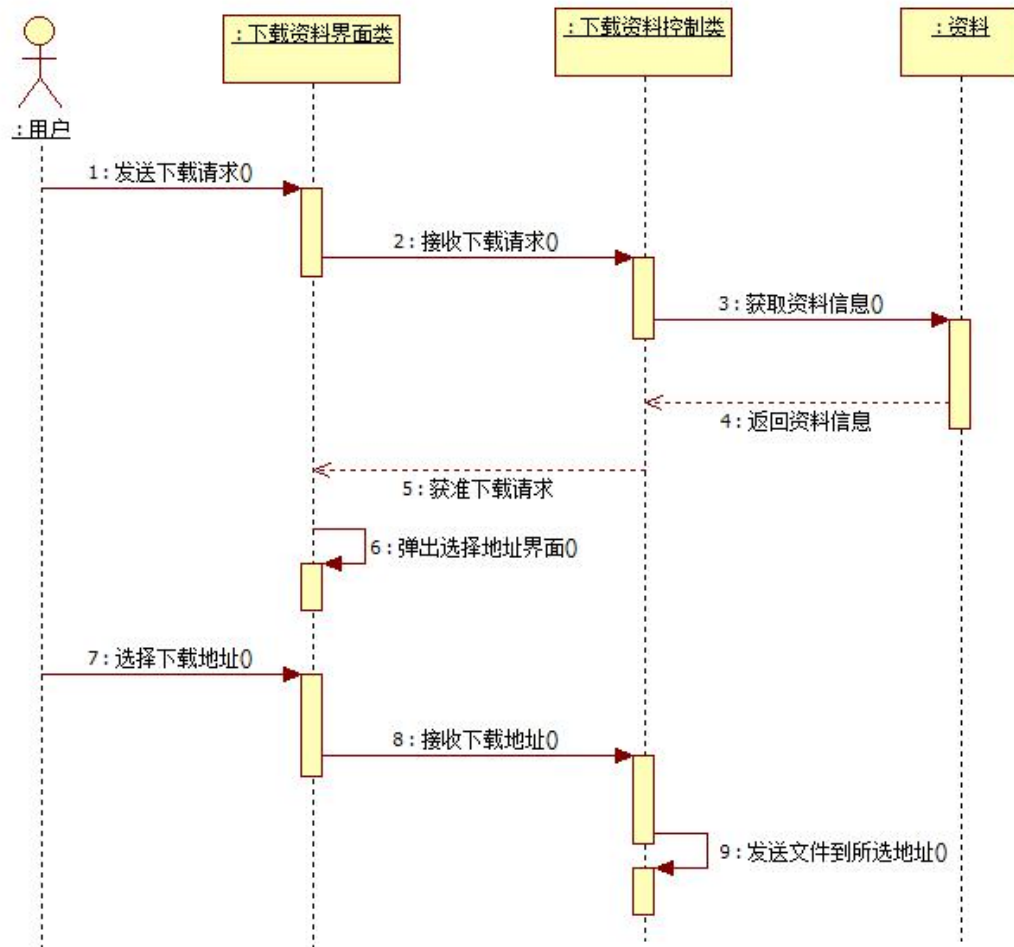 :下载资料界面类
:下载资料控制类
:资料
:用户
1:发送下载请求()
2:接收下载请求()
3:获取资料信息()
4:返回资料信息
5:获准下载请求
6:弹出选择地址界面()
7:选择下载地址()
8:接收下载地址()
9:发送文件到所选地址()